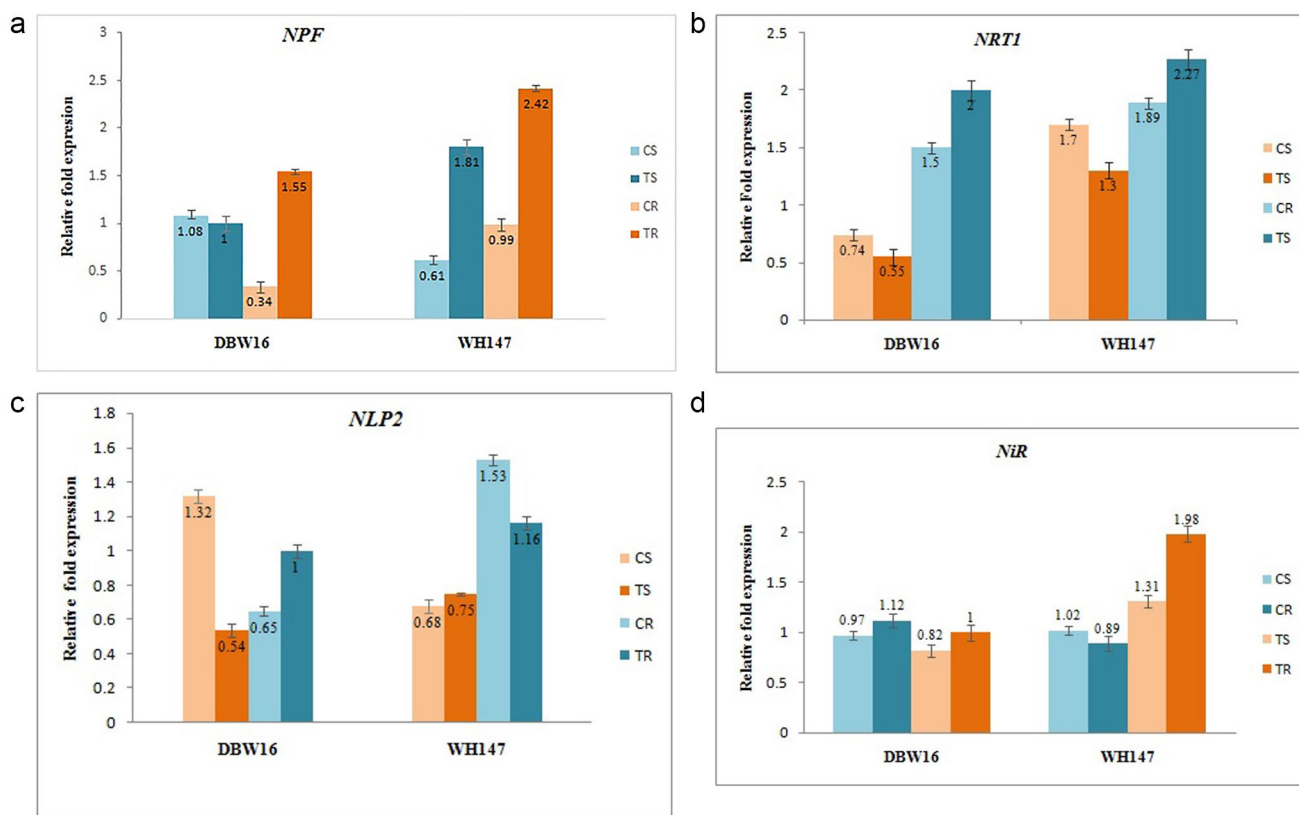 a
NPF
Relative fold expresion
3
2.5
2
1.5
1
0.5
0
1.08
1
0.34
1.55
0.61
1.81
0.99
2.42
DBW16
WH147
CS
TS
CR
TR
b
NRT1
Relative Fold expression
2.5
2
1.5
1
0.5
0
0.74
0.55
1.5
2
1.7
1.3
1.89
2.27
DBW16
WH147
CS
TS
CR
TS
c
NLP2
Relative fold expression
1.8
1.6
1.4
1.2
1
0.8
0.6
0.4
0.2
0
1.32
0.54
0.65
1
0.68
0.75
1.53
1.16
DBW16
WH147
CS
TS
CR
TR
d
NiR
Relative fold expression
2.5
2
1.5
1
0.5
0
0.97
1.12
0.82
1
1.02
0.89
1.31
1.98
DBW16
WH147
CS
CR
TS
TR